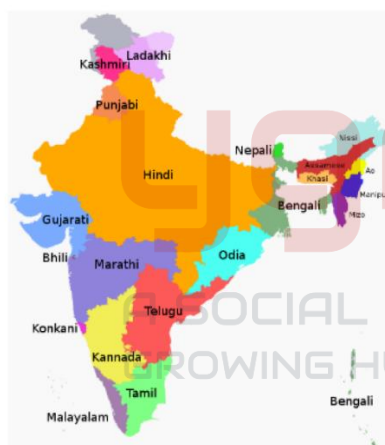 Ladakhi
Kashmiri
Punjabi
Nepali
Nissi
Assamese
Ao
Khasi
Hindi
Bengali
Manipu
Mizo
Gujarati
Bhili
Marathi
Odia
Telugu
Konkani
A SOCIAL
Kannada
GROWING H
Tamil
Bengali
Malayalam